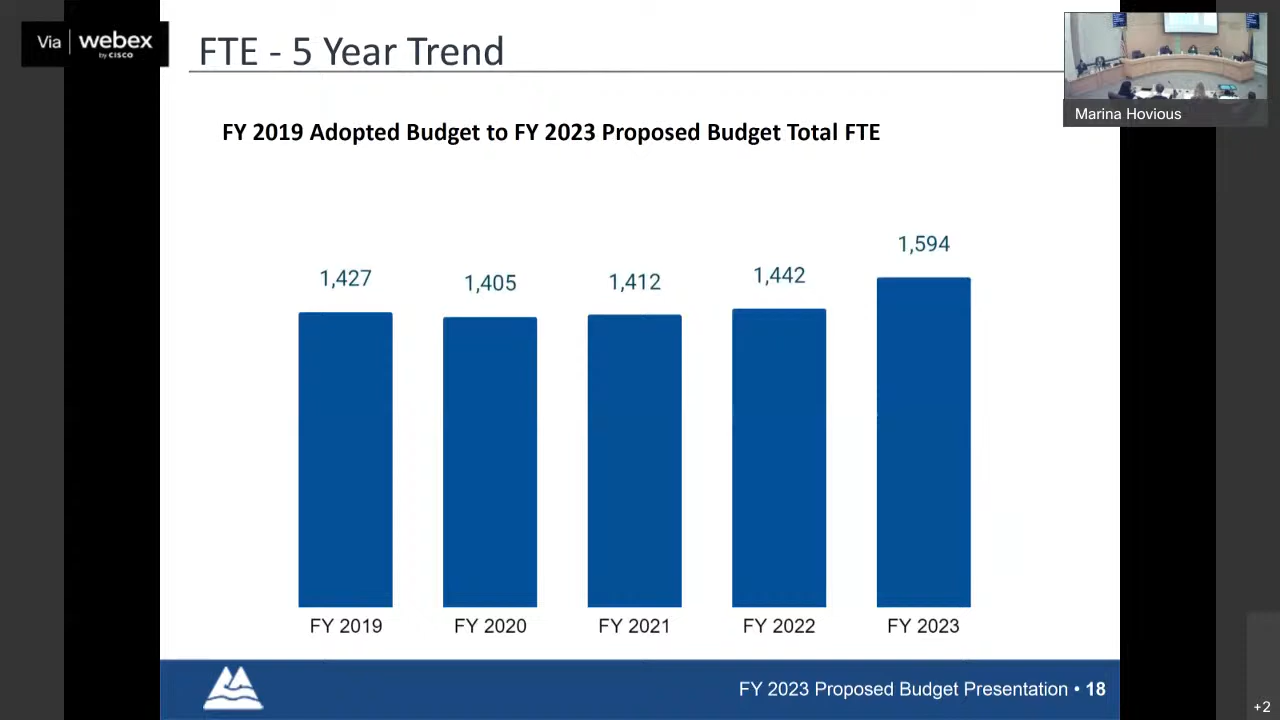 Via webex
by CISCO
FTE - 5 Year Trend
Marina Hovious
FY 2019 Adopted Budget to FY 2023 Proposed Budget Total FTE
1,427
1,405
1,412
1,442
1,594
FY 2019
FY 2020
FY 2021
FY 2022
FY 2023
FY 2023 Proposed Budget Presentation • 18
+2